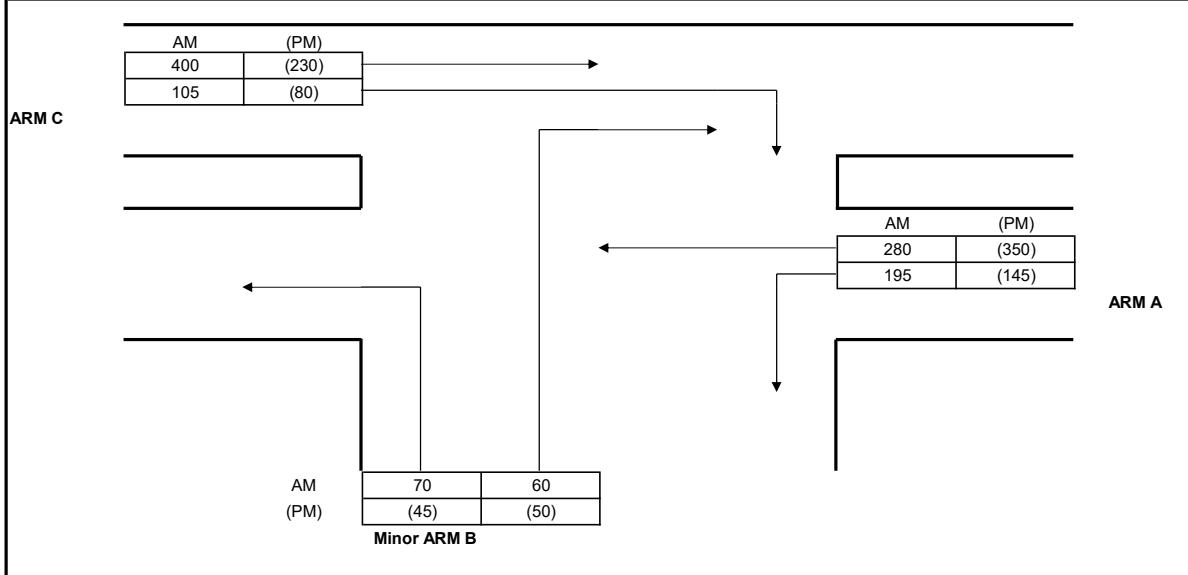 AM (PM)
400 (230)
105 (80)
ARM C
AM (PM)
280 (350)
195 (145)
ARM A
AM 70 60
(PM) (45) (50)
Minor ARM B